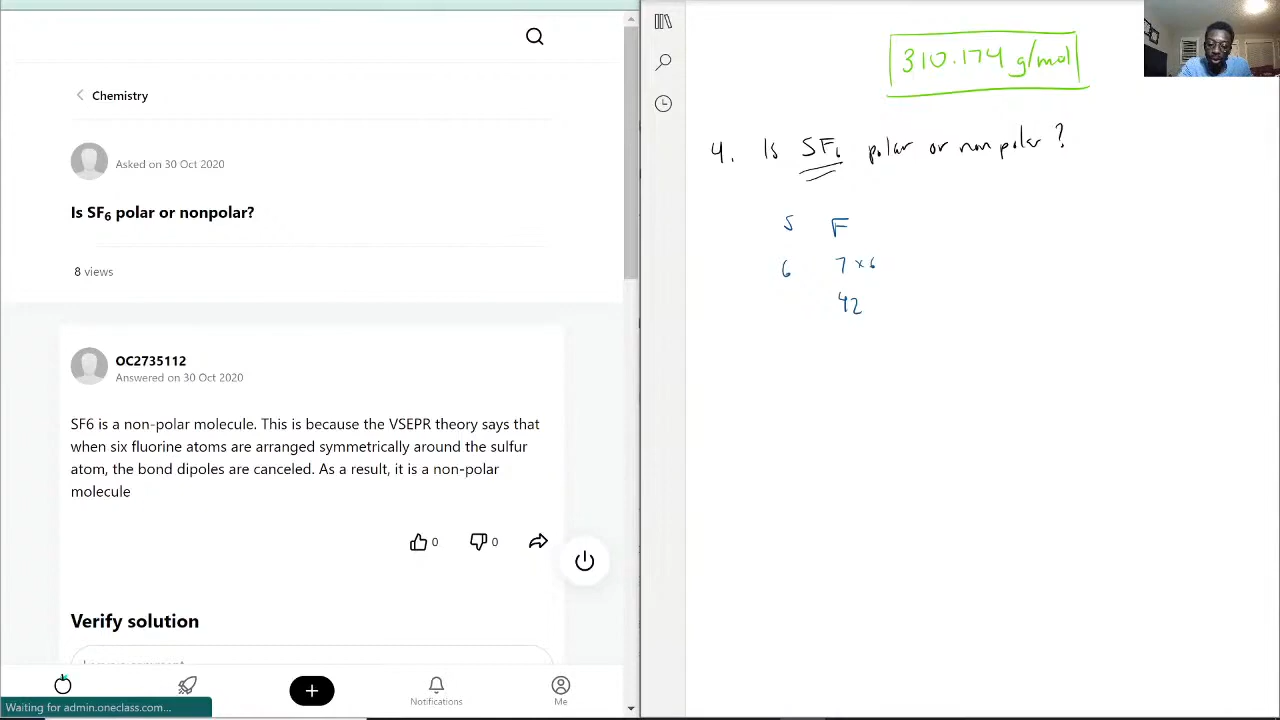 Chemistry
Asked on 30 Oct 2020
Is SF6 polar or nonpolar?
8 views
OC2735112
Answered on 30 Oct 2020
SF6 is a non-polar molecule. This is because the VSEPR theory says that
when six fluorine atoms are arranged symmetrically around the sulfur
atom, the bond dipoles are canceled. As a result, it is a non-polar
molecule
0
0
Verify solution
Notifications
Me
Waiting for admin.oneclass.com...
310.174 g/mol
4. Is SF6 polar or nonpolar?
S F
6 7 x 6
42